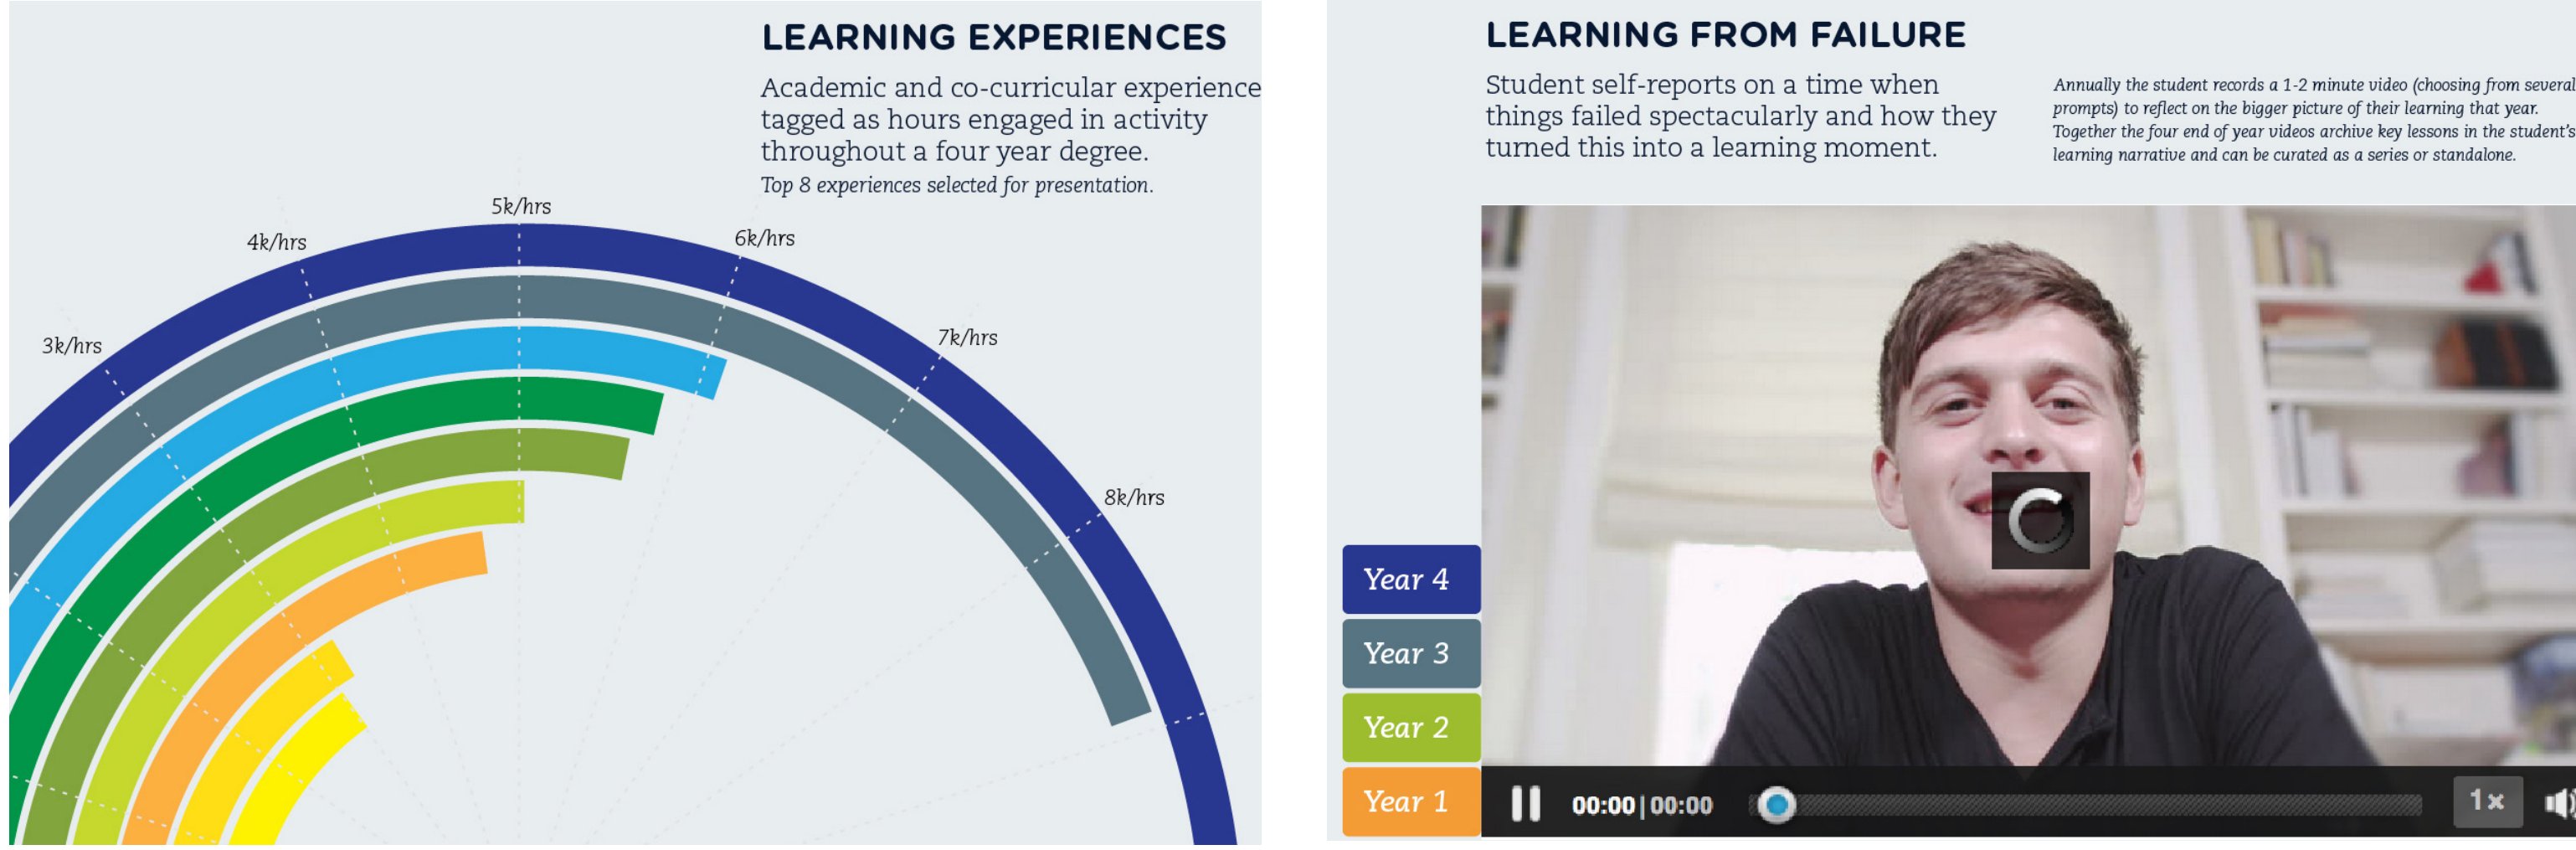 LEARNING EXPERIENCES
Academic and co-curricular experience
tagged as hours engaged in activity
throughout a four year degree.
Top 8 experiences selected for presentation.
5k/hrs
4k/hrs
6k/hrs
3k/hrs
7k/hrs
8k/hrs
LEARNING FROM FAILURE
Student self-reports on a time when
things failed spectacularly and how they
turned this into a learning moment.
Annually the student records a 1-2 minute video (choosing from several
prompts) to reflect on the bigger picture of their learning that year.
Together the four end of year videos archive key lessons in the student's
learning narrative and can be curated as a series or standalone.
Year 4
Year 3
Year 2
Year 1
00:00|00:00
1x